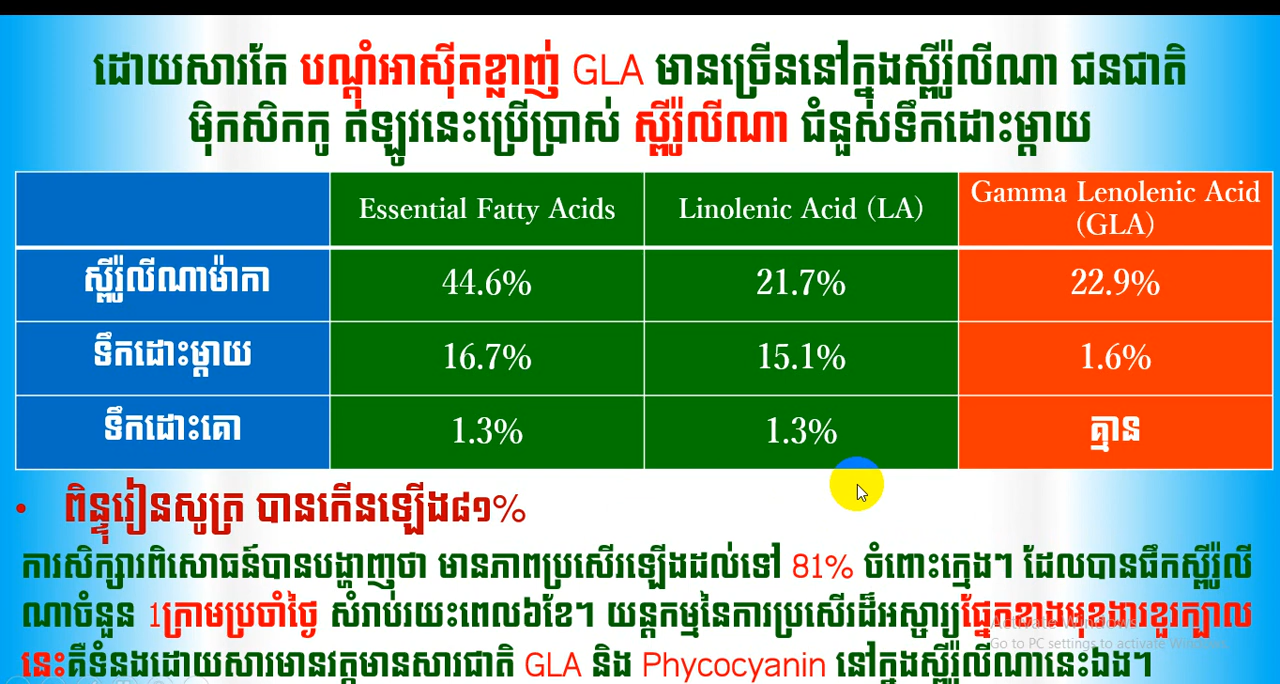 ដោយសារតែ បណ្តុំអាស៊ីតខ្លាញ់ GLA មានច្រើននៅក្នុងស្ពីរ៉ូលីណា ជនជាតិ
ម៉ិកសិកកូ ឥឡូវនេះប្រើប្រាស់ ស្ពីរ៉ូលីណា ជំនួសទឹកដោះម្តាយ
Essential Fatty Acids
Linolenic Acid (LA)
Gamma Lenolenic Acid
(GLA)
ស្ពីរ៉ូលីណាម៉ាកា
44.6%
21.7%
22.9%
ទឹកដោះម្តាយ
16.7%
15.1%
1.6%
ទឹកដោះគោ
1.3%
1.3%
គ្មាន
• ពិន្ទុរៀនសូត្រ បានកើនឡើង៨១%
ការសិក្សារពិសោធន៍បានបង្ហាញថា មានភាពប្រសើរឡើងដល់ទៅ 81% ចំពោះក្មេងៗ ដែលបានផឹកស្ពីរ៉ូលី
ណាចំនួន 1ក្រាមប្រចាំថ្ងៃ សំរាប់រយះពេល៦ខែ។ យន្តកម្មនៃការប្រសើរដ៏អស្ចារ្យផ្នែកខាងមុខងារខួរក្បាល
នេះគឺទំនងដោយសារមានវត្តមានសារជាតិ GLA និង Phycocyanin នៅក្នុងស្ពីរ៉ូលីណានេះឯង។
Activate Windows
Go to PC settings to activate Windows.